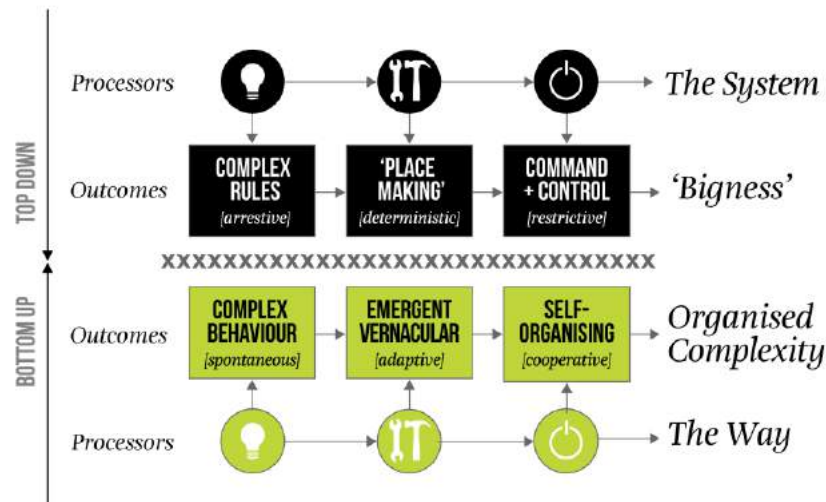 TOP DOWN
Processors
The System
Outcomes
COMPLEX
RULES
[arrestive]
‘PLACE
MAKING’
[deterministic]
COMMAND
+ CONTROL
[restrictive]
‘Bigness’
XXXXXXXXXXXXXXXXXXXXXXXXXXXXXXXXX
BOTTOM UP
Outcomes
COMPLEX
BEHAVIOUR
[spontaneous]
EMERGENT
VERNACULAR
[adaptive]
SELF-
ORGANISING
[cooperative]
Organised
Complexity
Processors
The Way